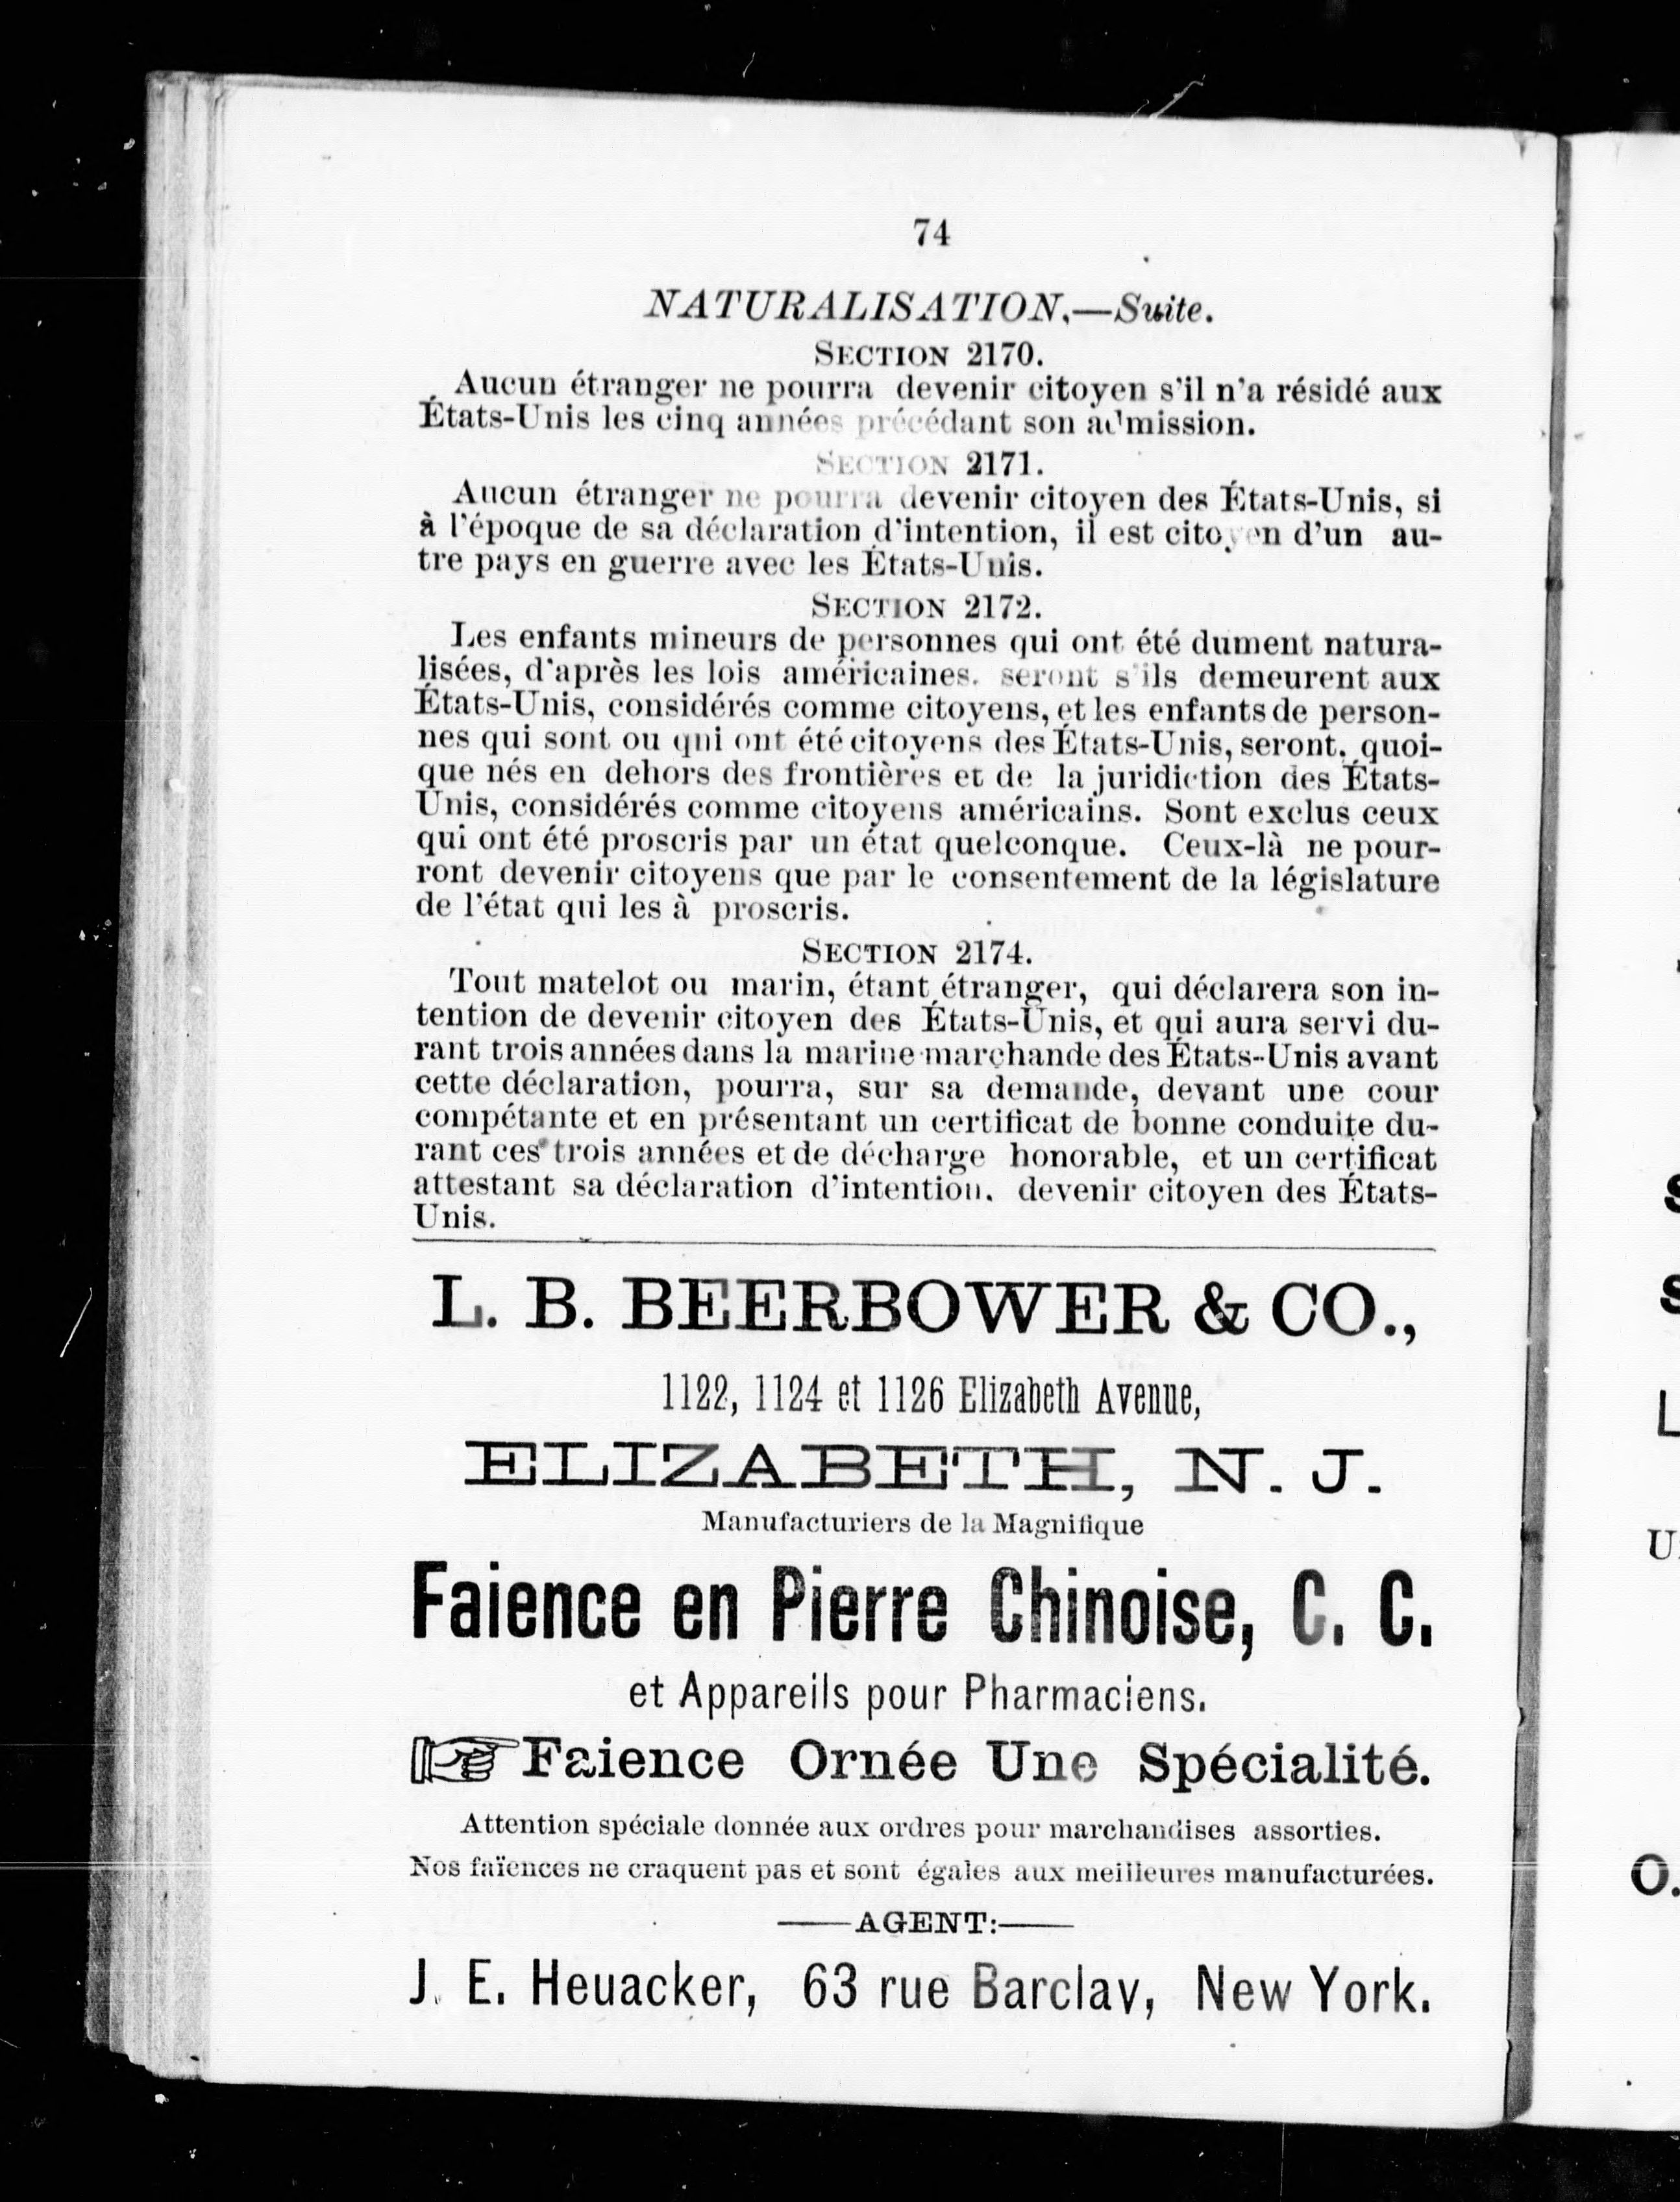 74
NATURALISATION,—Suite.
SECTION 2170.
Aucun étranger ne pourra devenir citoyen s'il n'a résidé aux
États-Unis les cinq années précédant son admission.
SECTION 2171.
Aucun étranger ne pourra devenir citoyen des États-Unis, si
à l'époque de sa déclaration d'intention, il est citoyen d'un au-
tre pays en guerre avec les États-Unis.
SECTION 2172.
Les enfants mineurs de personnes qui ont été dument natura-
lisées, d'après les lois américaines, seront s'ils demeurent aux
États-Unis, considérés comme citoyens, et les enfants de person-
nes qui sont ou qui ont été citoyens des États-Unis, seront, quoi-
que nés en dehors des frontières et de la juridiction des États-
Unis, considérés comme citoyens américains. Sont exclus ceux
qui ont été proscris par un état quelconque. Ceux-là ne pour-
ront devenir citoyens que par le consentement de la législature
de l'état qui les à proscris.
SECTION 2174.
Tout matelot ou marin, étant étranger, qui déclarera son in-
tention de devenir citoyen des États-Unis, et qui aura servi du-
rant trois années dans la marine marchande des États-Unis avant
cette déclaration, pourra, sur sa demande, devant une cour
compétante et en présentant un certificat de bonne conduite du-
rant ces trois années et de décharge honorable, et un certificat
attestant sa déclaration d'intention, devenir citoyen des États-
Unis.
L. B. BEERBOWER & CO.,
1122, 1124 et 1126 Elizabeth Avenue,
ELIZABETH, N. J.
Manufacturiers de la Magnifique
Faience en Pierre Chinoise, C. C.
et Appareils pour Pharmaciens.
Faience Ornée Une Spécialité.
Attention spéciale donnée aux ordres pour marchandises assorties.
Nos faïences ne craquent pas et sont égales aux meilleures manufacturées.
——AGENT:——
J. E. Heuacker, 63 rue Barclay, New York.